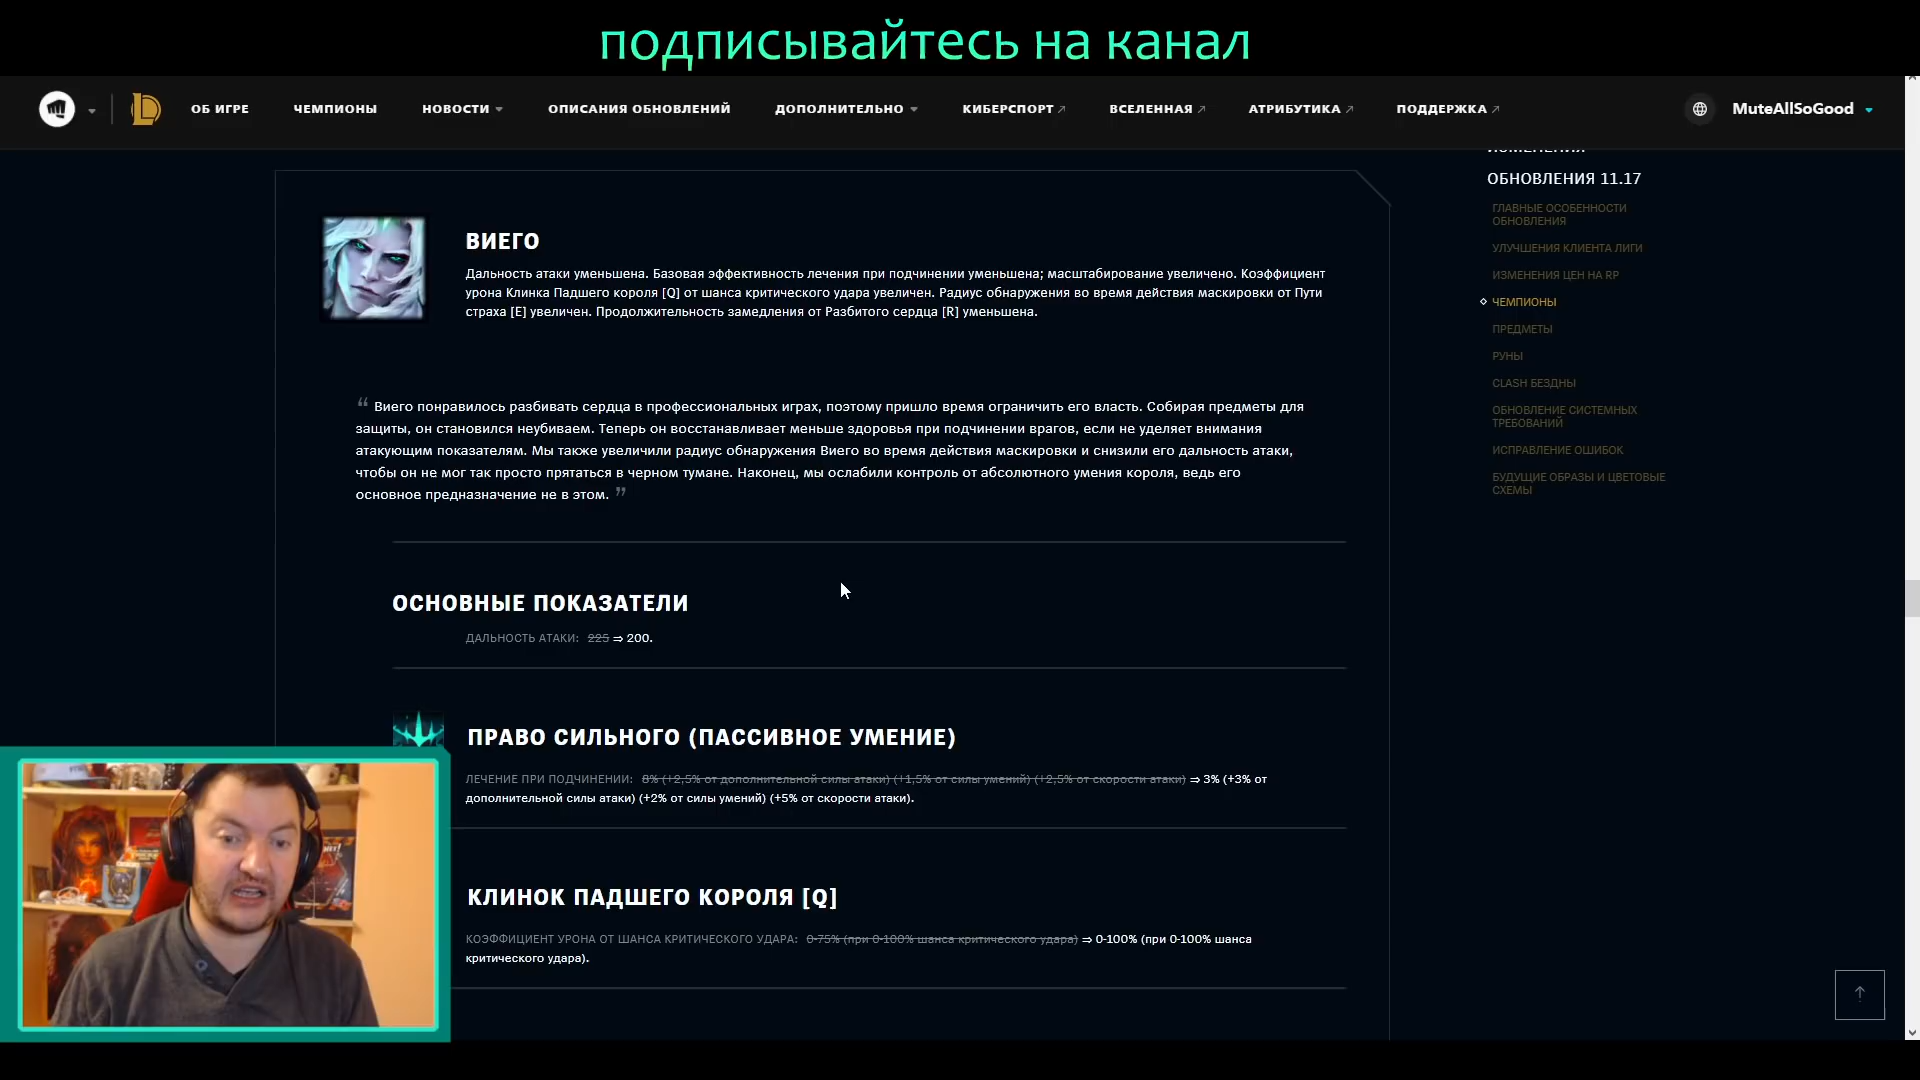 подписывайтесь на канал
ОБ ИГРЕ ЧЕМПИОНЫ НОВОСТИ ОПИСАНИЯ ОБНОВЛЕНИЙ ДОПОЛНИТЕЛЬНО КИБЕРСПОРТ ВСЕЛЕННАЯ АТРИБУТИКА ПОДДЕРЖКА MuteAllSoGood
ИЗМЕНЕНИЯ
ОБНОВЛЕНИЯ 11.17
ГЛАВНЫЕ ОСОБЕННОСТИ
ОБНОВЛЕНИЯ
УЛУЧШЕНИЯ КЛИЕНТА ЛИГИ
ИЗМЕНЕНИЯ ЦЕН НА RP
ЧЕМПИОНЫ
ПРЕДМЕТЫ
РУНЫ
CLASH БЕЗДНЫ
ОБНОВЛЕНИЕ СИСТЕМНЫХ
ТРЕБОВАНИЙ
ИСПРАВЛЕНИЕ ОШИБОК
БУДУЩИЕ ОБРАЗЫ И ЦВЕТОВЫЕ
СХЕМЫ
ВИЕГО
Дальность атаки уменьшена. Базовая эффективность лечения при подчинении уменьшена; масштабирование увеличено. Коэффициент
урона Клинка Падшего короля [Q] от шанса критического удара увеличен. Радиус обнаружения во время действия маскировки от Пути
страха [E] увеличен. Продолжительность замедления от Разбитого сердца [R] уменьшена.
“ Виего понравилось разбивать сердца в профессиональных играх, поэтому пришло время ограничить его власть. Собирая предметы для
защиты, он становился неубиваем. Теперь он восстанавливает меньше здоровья при подчинении врагов, если не уделяет внимания
атакующим показателям. Мы также увеличили радиус обнаружения Виего во время действия маскировки и снизили его дальность атаки,
чтобы он не мог так просто прятаться в черном тумане. Наконец, мы ослабили контроль от абсолютного умения короля, ведь его
основное предназначение не в этом. ”
ОСНОВНЫЕ ПОКАЗАТЕЛИ
ДАЛЬНОСТЬ АТАКИ: 225 ⇒ 200.
ПРАВО СИЛЬНОГО (ПАССИВНОЕ УМЕНИЕ)
ЛЕЧЕНИЕ ПРИ ПОДЧИНЕНИИ: 8% (+2,5% от дополнительной силы атаки) (+1,5% от силы умений) (+2,5% от скорости атаки) ⇒ 3% (+3% от
дополнительной силы атаки) (+2% от силы умений) (+5% от скорости атаки).
КЛИНОК ПАДШЕГО КОРОЛЯ [Q]
КОЭФФИЦИЕНТ УРОНА ОТ ШАНСА КРИТИЧЕСКОГО УДАРА: 0-75% (при 0-100% шанса критического удара) ⇒ 0-100% (при 0-100% шанса
критического удара).